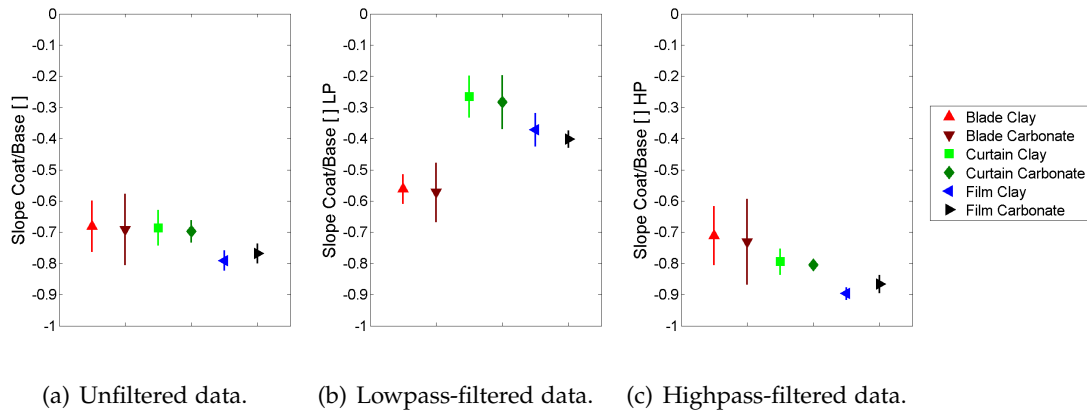 0
-0.1
-0.2
-0.3
-0.4
-0.5
-0.6
-0.7
-0.8
-0.9
-1
Slope Coat/Base [ ]
0
-0.1
-0.2
-0.3
-0.4
-0.5
-0.6
-0.7
-0.8
-0.9
-1
Slope Coat/Base [ ] LP
0
-0.1
-0.2
-0.3
-0.4
-0.5
-0.6
-0.7
-0.8
-0.9
-1
Slope Coat/Base [ ] HP
Blade Clay
Blade Carbonate
Curtain Clay
Curtain Carbonate
Film Clay
Film Carbonate
(a) Unfiltered data.
(b) Lowpass-filtered data.
(c) Highpass-filtered data.